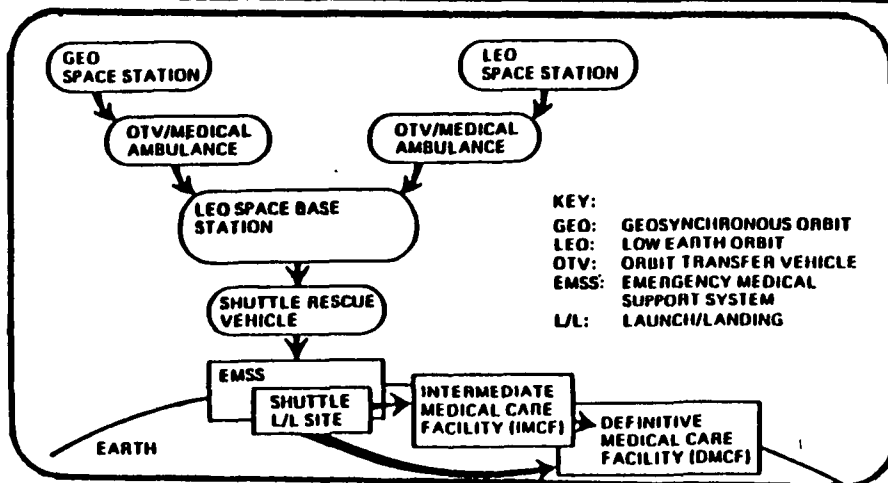 GEO
SPACE STATION
LEO
SPACE STATION
OTV/MEDICAL
AMBULANCE
OTV/MEDICAL
AMBULANCE
LEO SPACE BASE
STATION
KEY:
GEO: GEOSYNCHRONOUS ORBIT
LEO: LOW EARTH ORBIT
OTV: ORBIT TRANSFER VEHICLE
EMSS: EMERGENCY MEDICAL
SUPPORT SYSTEM
L/L: LAUNCH/LANDING
SHUTTLE RESCUE
VEHICLE
EMSS
SHUTTLE
L/L SITE
INTERMEDIATE
MEDICAL CARE
FACILITY (IMCF)
DEFINITIVE
MEDICAL CARE
FACILITY (DMCF)
EARTH